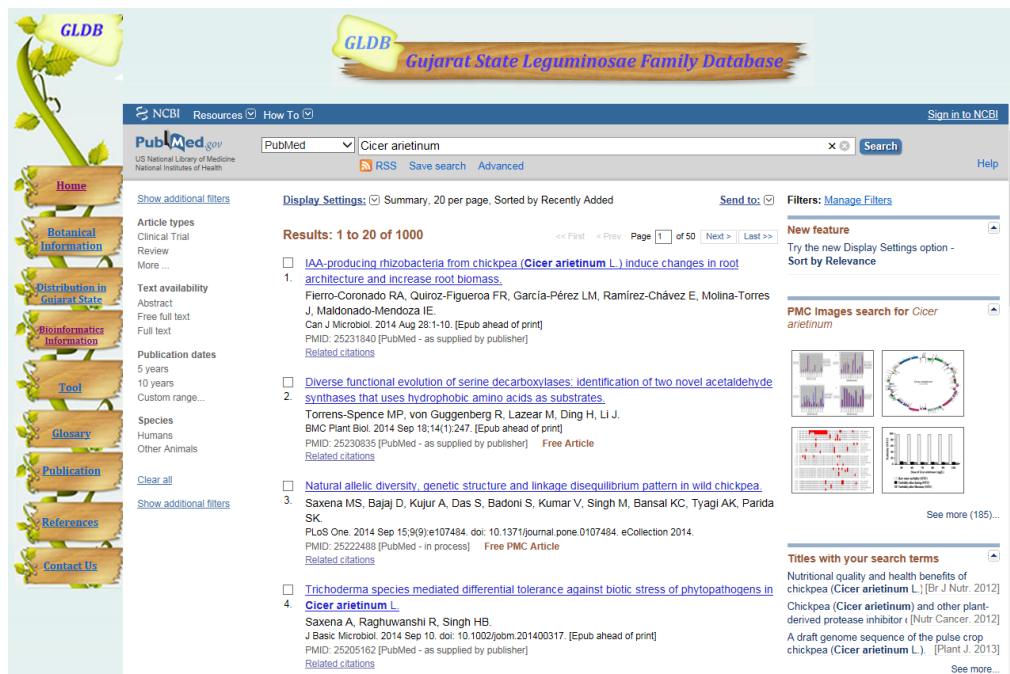 GLDB
GLDB
Gujarat State Leguminosae Family Database
Home
Botanical
Information
Distribution in
Gujarat State
Bioinformatics
Information
Tool
Glosary
Publication
References
Contact Us
NCBI Resources How To Sign in to NCBI
PubMed.gov
US National Library of Medicine
National Institutes of Health
PubMed Cicer arietinum Search
RSS Save search Advanced Help
Show additional filters
Article types
Clinical Trial
Review
More ...
Text availability
Abstract
Free full text
Full text
Publication dates
5 years
10 years
Custom range...
Species
Humans
Other Animals
Clear all
Show additional filters
Display Settings: Summary, 20 per page, Sorted by Recently Added Send to:
Results: 1 to 20 of 1000 << First < Prev Page 1 of 50 Next > Last >>
IAA-producing rhizobacteria from chickpea (Cicer arietinum L.) induce changes in root
1. architecture and increase root biomass.
Fierro-Coronado RA, Quiroz-Figueroa FR, García-Pérez LM, Ramírez-Chávez E, Molina-Torres
J, Maldonado-Mendoza IE.
Can J Microbiol. 2014 Aug 28:1-10. [Epub ahead of print]
PMID: 25231840 [PubMed - as supplied by publisher]
Related citations
Diverse functional evolution of serine decarboxylases: identification of two novel acetaldehyde
2. synthases that uses hydrophobic amino acids as substrates.
Torrens-Spence MP, von Guggenberg R, Lazear M, Ding H, Li J.
BMC Plant Biol. 2014 Sep 18;14(1):247. [Epub ahead of print]
PMID: 25230835 [PubMed - as supplied by publisher] Free Article
Related citations
Natural allelic diversity, genetic structure and linkage disequilibrium pattern in wild chickpea.
3. Saxena MS, Bajaj D, Kujur A, Das S, Badoni S, Kumar V, Singh M, Bansal KC, Tyagi AK, Parida
SK.
PLoS One. 2014 Sep 15;9(9):e107484. doi: 10.1371/journal.pone.0107484. eCollection 2014.
PMID: 25222488 [PubMed - in process] Free PMC Article
Related citations
Trichoderma species mediated differential tolerance against biotic stress of phytopathogens in
4. Cicer arietinum L.
Saxena A, Raghuwanshi R, Singh HB.
J Basic Microbiol. 2014 Sep 10. doi: 10.1002/jobm.201400317. [Epub ahead of print]
PMID: 25205162 [PubMed - as supplied by publisher]
Related citations
Filters: Manage Filters
New feature
Try the new Display Settings option -
Sort by Relevance
PMC Images search for Cicer
arietinum
See more (185)...
Titles with your search terms
Nutritional quality and health benefits of
chickpea (Cicer arietinum L.) [Br J Nutr. 2012]
Chickpea (Cicer arietinum) and other plant-
derived protease inhibitor c [Nutr Cancer. 2012]
A draft genome sequence of the pulse crop
chickpea (Cicer arietinum L.). [Plant J. 2013]
See more...